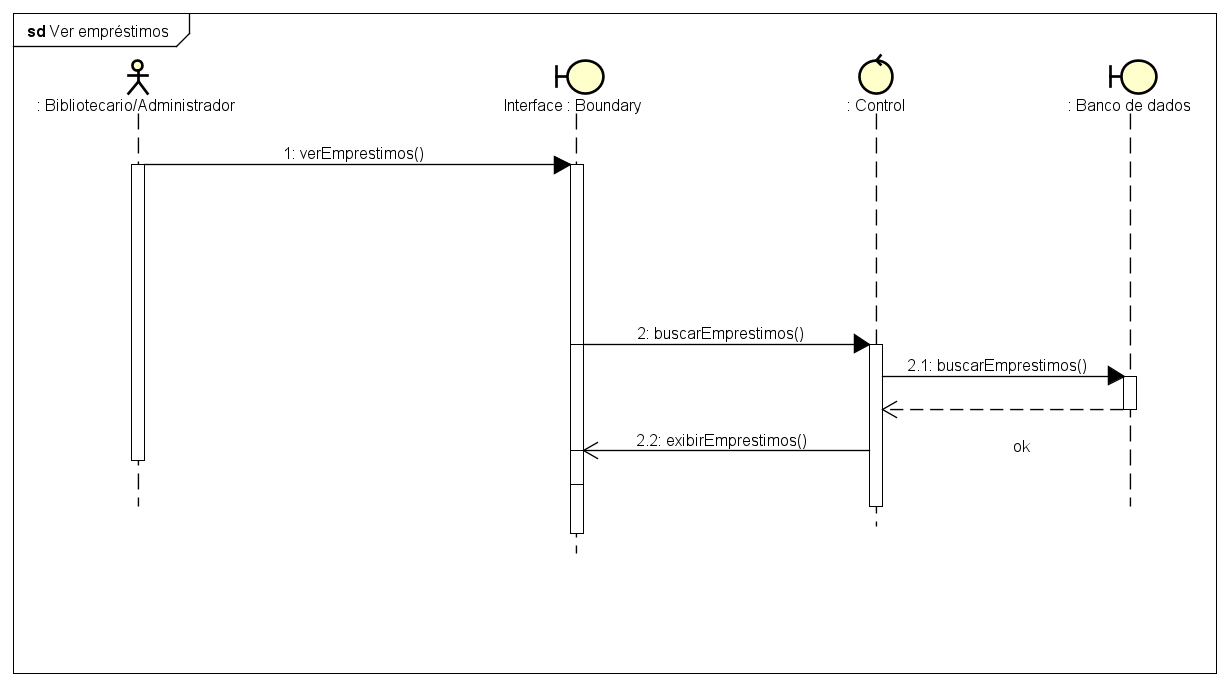 sd Ver empréstimos
: Bibliotecario/Administrador
Interface : Boundary
: Control
: Banco de dados
1: verEmprestimos()
2: buscarEmprestimos()
2.1: buscarEmprestimos()
2.2: exibirEmprestimos()
ok